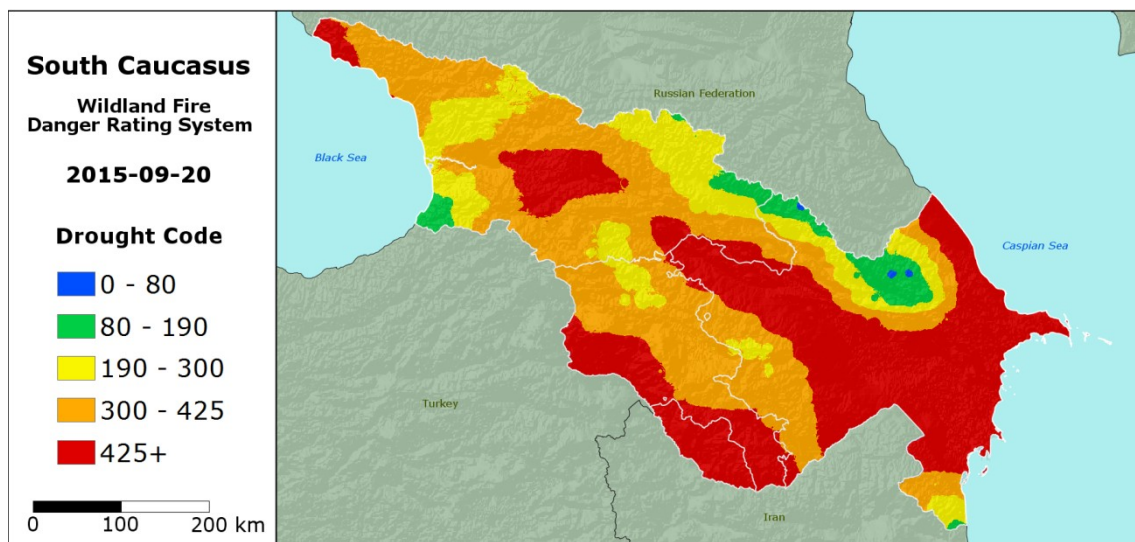 South Caucasus
Wildland Fire
Danger Rating System
2015-09-20
Drought Code
0 - 80
80 - 190
190 - 300
300 - 425
425+
0 100 200 km
Russian Federation
Black Sea
Caspian Sea
Turkey
Iran